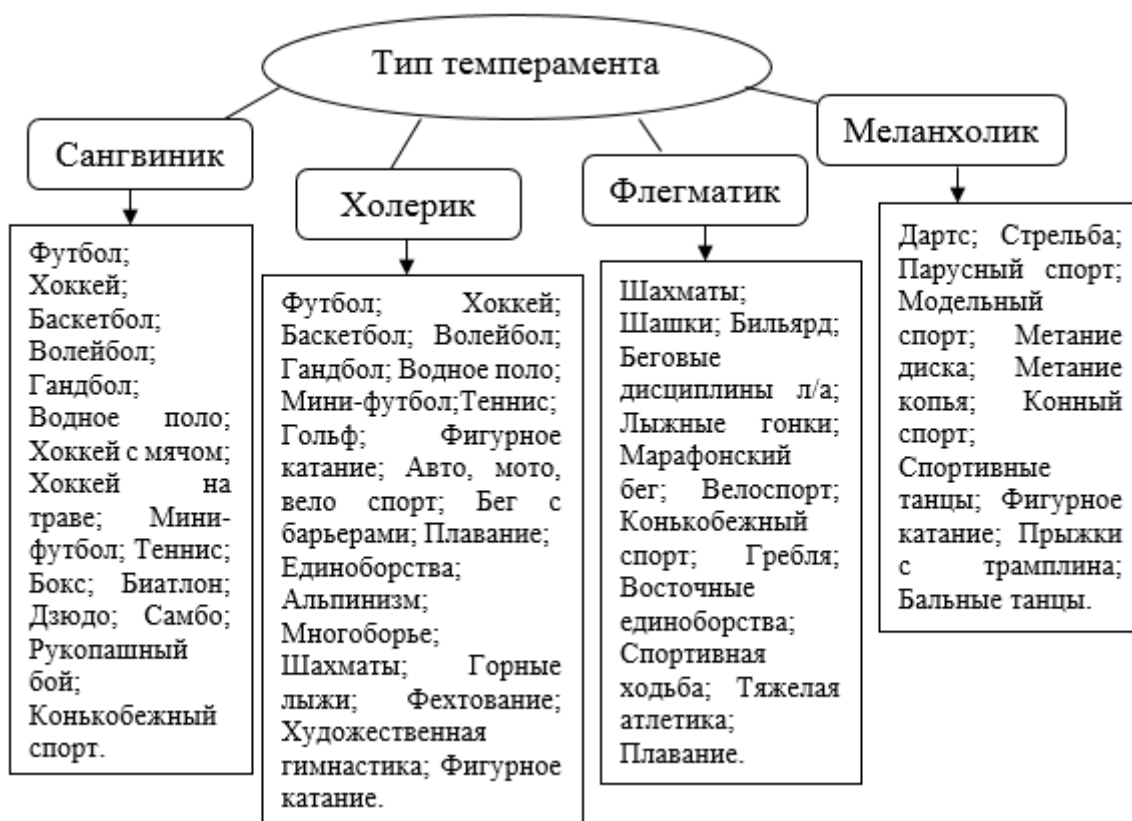 Тип темперамента
Сангвиник
Футбол;
Хоккей;
Баскетбол;
Волейбол;
Гандбол;
Водное поло;
Хоккей с мячом;
Хоккей на
траве; Мини-
футбол; Теннис;
Бокс; Биатлон;
Дзюдо; Самбо;
Рукопашный
бой;
Конькобежный
спорт.
Холерик
Футбол; Хоккей;
Баскетбол; Волейбол;
Гандбол; Водное поло;
Мини-футбол;Теннис;
Гольф; Фигурное
катание; Авто, мото,
вело спорт; Бег с
барьерами; Плавание;
Единоборства;
Альпинизм;
Многоборье;
Шахматы; Горные
лыжи; Фехтование;
Художественная
гимнастика; Фигурное
катание.
Флегматик
Шахматы;
Шашки; Бильярд;
Беговые
дисциплины л/а;
Лыжные гонки;
Марафонский
бег; Велоспорт;
Конькобежный
спорт; Гребля;
Восточные
единоборства;
Спортивная
ходьба; Тяжелая
атлетика;
Плавание.
Меланхолик
Дартс; Стрельба;
Парусный спорт;
Модельный
спорт; Метание
диска; Метание
копья; Конный
спорт;
Спортивные
танцы; Фигурное
катание; Прыжки
с трамплина;
Бальные танцы.